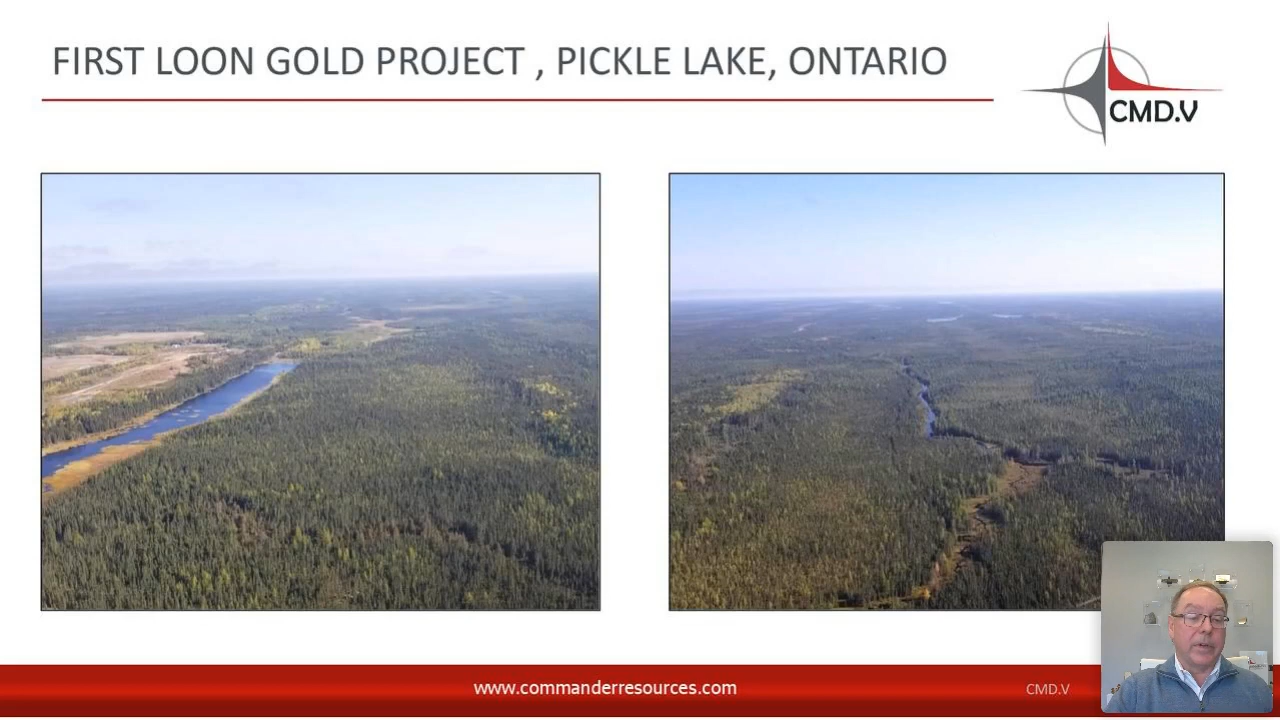 FIRST LOON GOLD PROJECT , PICKLE LAKE, ONTARIO
CMD.V
www.commanderresources.com
CMD.V